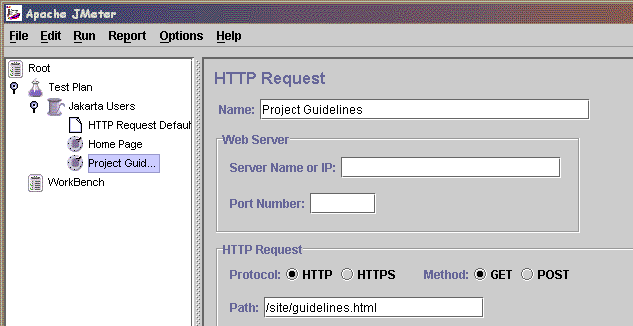 Apache JMeter
File Edit Run Report Options Help
Root
Test Plan
Jakarta Users
HTTP Request Defaul
Home Page
Project Guid...
WorkBench
HTTP Request
Name: Project Guidelines
Web Server
Server Name or IP:
Port Number:
HTTP Request
Protocol: HTTP HTTPS Method: GET POST
Path: /site/guidelines.html